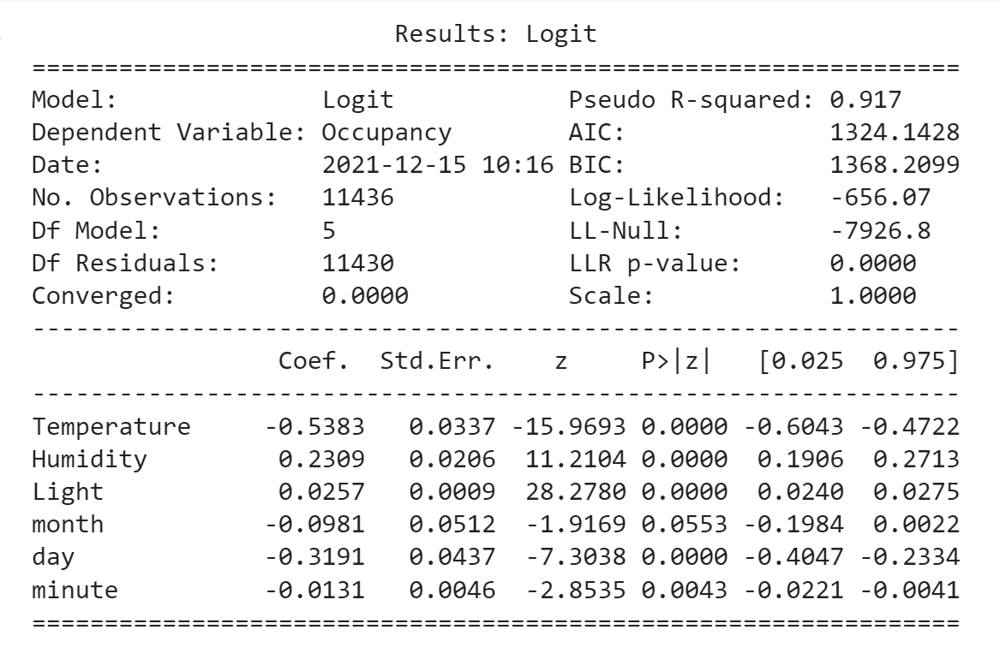 Results: Logit
=================================================================
Model:              Logit            Pseudo R-squared: 0.917
Dependent Variable: Occupancy        AIC:              1324.1428
Date:               2021-12-15 10:16 BIC:              1368.2099
No. Observations:   11436            Log-Likelihood:   -656.07
Df Model:           5                LL-Null:          -7926.8
Df Residuals:       11430            LLR p-value:      0.0000
Converged:          0.0000           Scale:            1.0000
-----------------------------------------------------------------
Coef.  Std.Err.    z     P>|z|   [0.025  0.975]
-----------------------------------------------------------------
Temperature     -0.5383   0.0337 -15.9693 0.0000 -0.6043 -0.4722
Humidity         0.2309   0.0206  11.2104 0.0000  0.1906  0.2713
Light            0.0257   0.0009  28.2780 0.0000  0.0240  0.0275
month           -0.0981   0.0512  -1.9169 0.0553 -0.1984  0.0022
day             -0.3191   0.0437  -7.3038 0.0000 -0.4047 -0.2334
minute          -0.0131   0.0046  -2.8535 0.0043 -0.0221 -0.0041
=================================================================